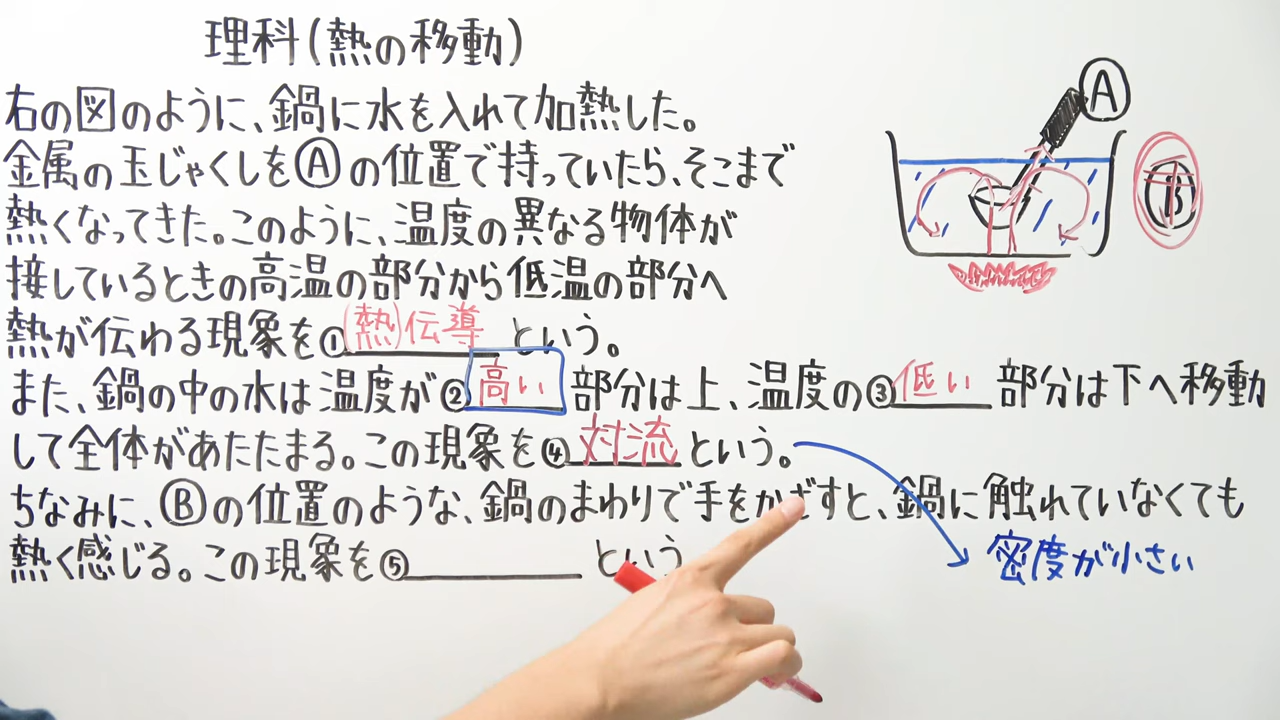 理科(熱の移動)
右の図のように、鍋に水を入れて加熱した。
金属の玉じゃくしをⒶの位置で持っていたら、そこまで
熱くなってきた。このように、温度の異なる物体が
接しているときの高温の部分から低温の部分へ
熱が伝わる現象を①(熱)伝導という。
また、鍋の中の水は温度が②高い部分は上、温度の③低い部分は下へ移動
して全体があたたまる。この現象を④対流という。
ちなみに、Ⓑの位置のような、鍋のまわりで手をかざすと、鍋に触れていなくても
熱く感じる。この現象を⑤という
密度が小さい
Ⓐ
Ⓑ